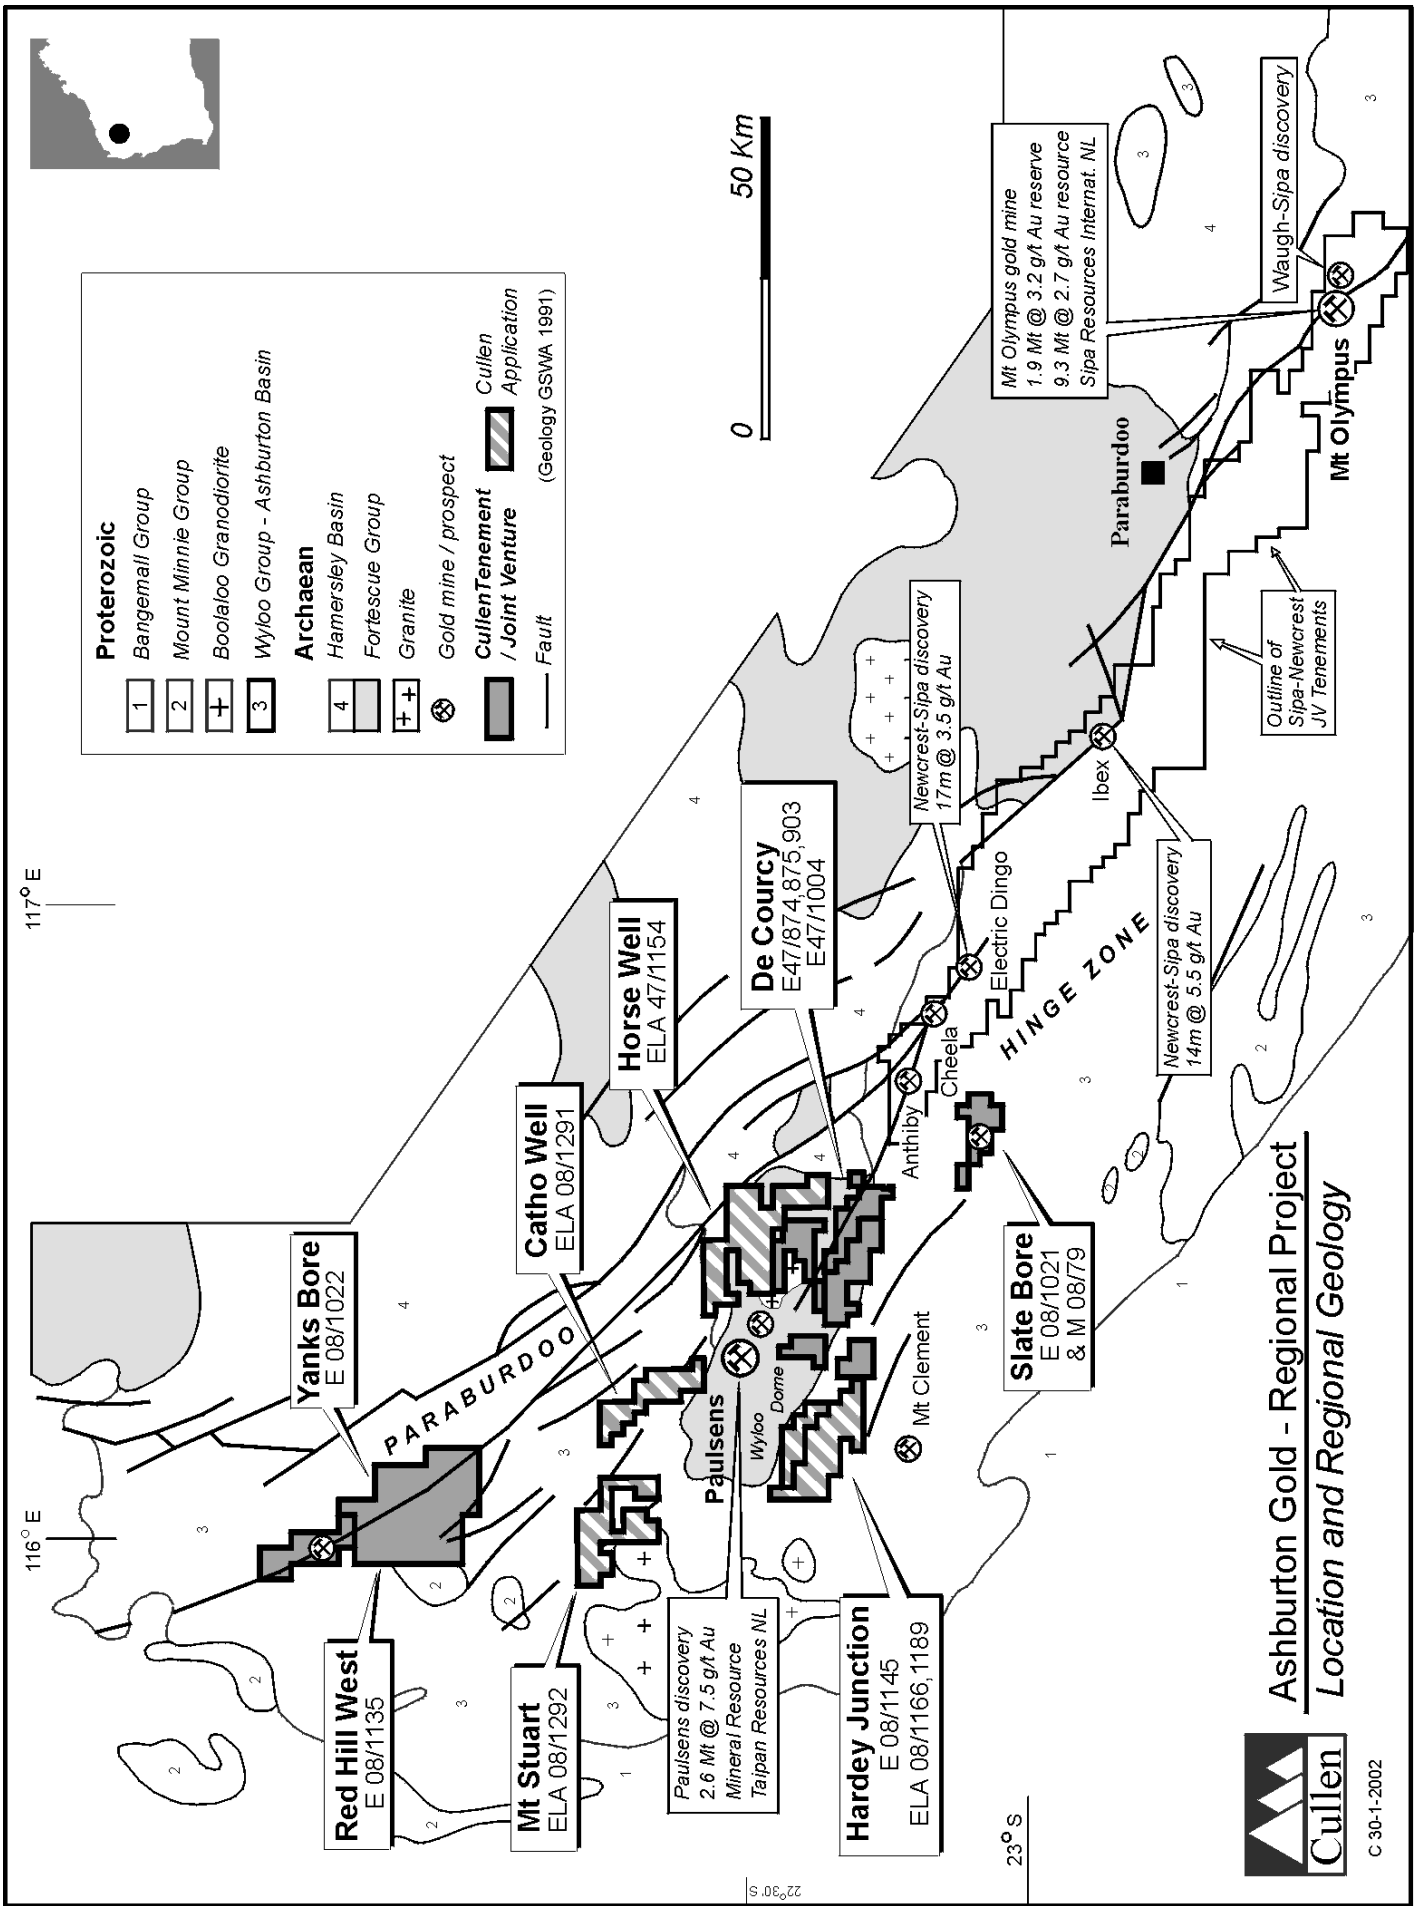 116° E
117° E
22°30' S
23° S
Proterozoic
1 Bangemall Group
2 Mount Minnie Group
Boolaloo Granodiorite
3 Wyloo Group - Ashburton Basin
Archaean
4 Hamersley Basin
Fortescue Group
Granite
Gold mine / prospect
Cullen Tenement
/ Joint Venture
Cullen
Application
Fault
(Geology GSWA 1991)
0 50 Km
Yanks Bore
E 08/1022
Red Hill West
E 08/1135
Mt Stuart
ELA 08/1292
Catho Well
ELA 08/1291
Horse Well
ELA 47/1154
De Courcy
E47/874,875,903
E47/1004
PARABURDOO
HINGE ZONE
Paulsens
Wyloo
Dome
Paulsens discovery
2.6 Mt @ 7.5 g/t Au
Mineral Resource
Taipan Resources NL
Hardey Junction
E 08/1145
ELA 08/1166,1189
Mt Clement
Slate Bore
E 08/1021
& M 08/79
Anthiby
Cheela
Electric Dingo
Newcrest-Sipa discovery
17m @ 3.5 g/t Au
Ibex
Newcrest-Sipa discovery
14m @ 5.5 g/t Au
Outline of
Sipa-Newcrest
JV Tenements
Paraburdoo
Mt Olympus gold mine
1.9 Mt @ 3.2 g/t Au reserve
9.3 Mt @ 2.7 g/t Au resource
Sipa Resources Internat. NL
Waugh-Sipa discovery
Mt Olympus
Cullen
C 30-1-2002
Ashburton Gold - Regional Project
Location and Regional Geology